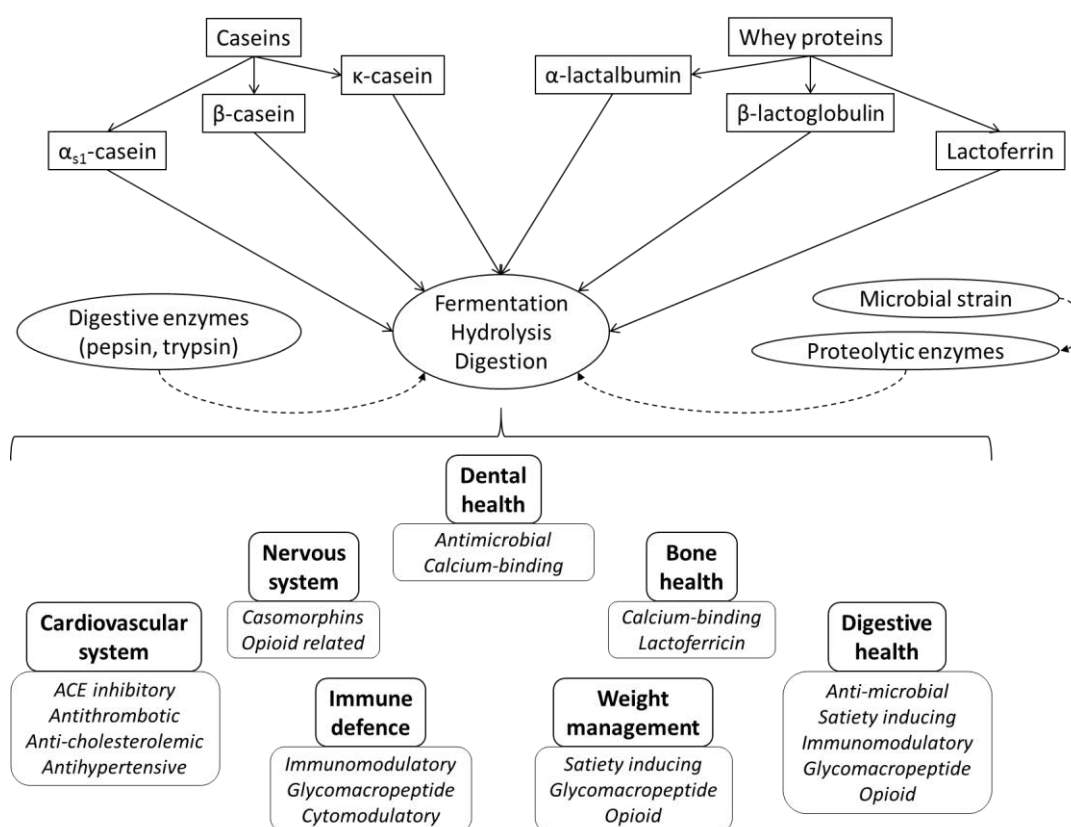 Caseins
Whey proteins
κ-casein
α-lactalbumin
β-casein
β-lactoglobulin
αs1-casein
Lactoferrin
Fermentation
Hydrolysis
Digestion
Digestive enzymes
(pepsin, trypsin)
Microbial strain
Proteolytic enzymes
Dental
health
Antimicrobial
Calcium-binding
Nervous
system
Casomorphins
Opioid related
Bone
health
Calcium-binding
Lactoferricin
Cardiovascular
system
ACE inhibitory
Antithrombotic
Anti-cholesterolemic
Antihypertensive
Digestive
health
Anti-microbial
Satiety inducing
Immunomodulatory
Glycomacropeptide
Opioid
Immune
defence
Immunomodulatory
Glycomacropeptide
Cytomodulatory
Weight
management
Satiety inducing
Glycomacropeptide
Opioid